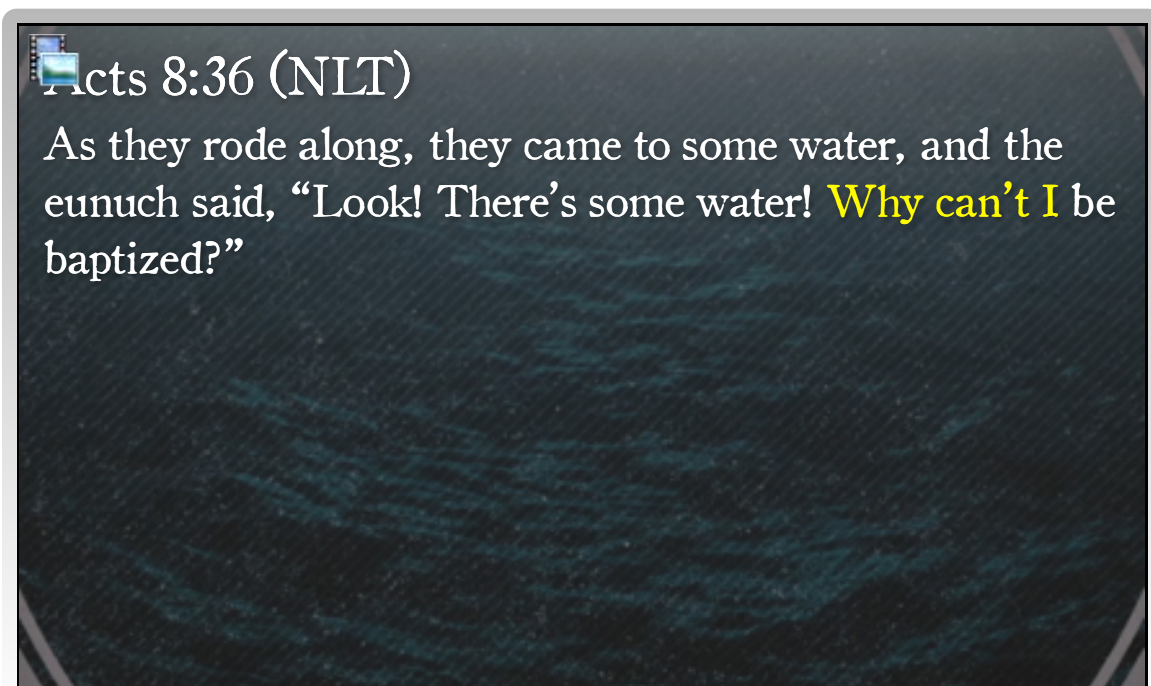 Acts 8:36 (NLT)
As they rode along, they came to some water, and the
eunuch said, “Look! There’s some water! Why can’t I be
baptized?”